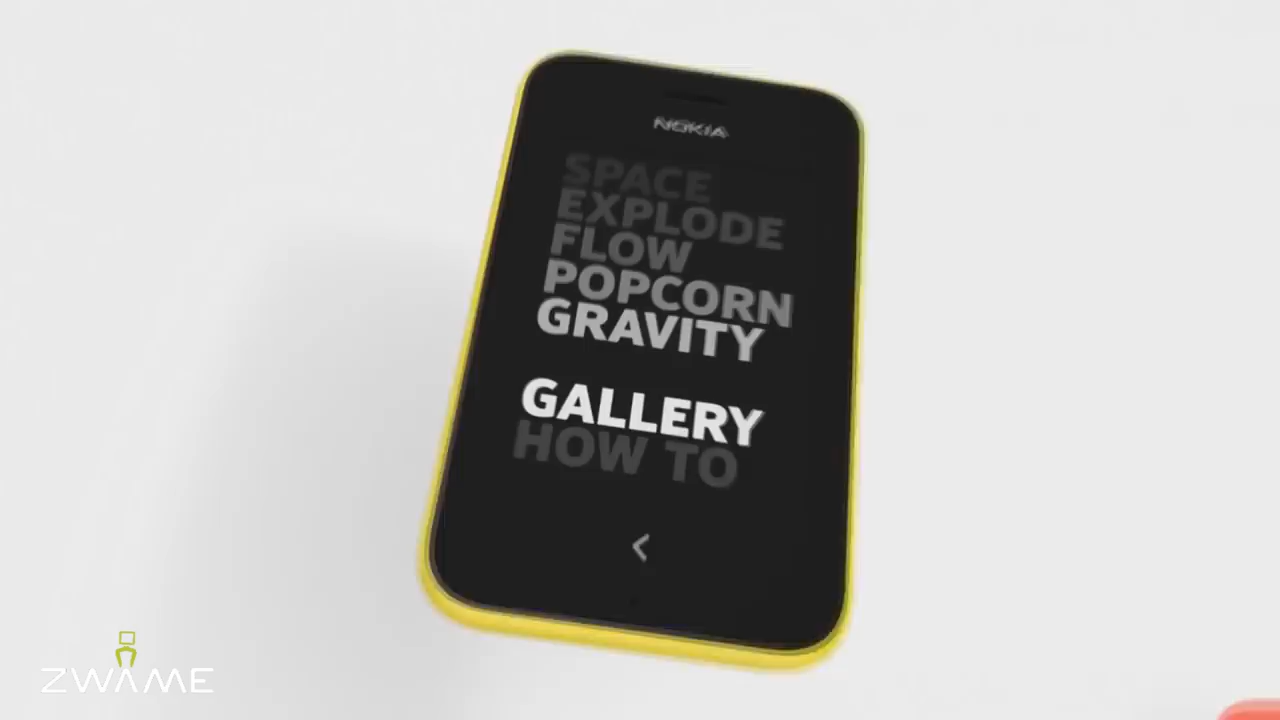 NOKIA
SPACE
EXPLODE
FLOW
POPCORN
GRAVITY
GALLERY
HOW TO
ZWAME